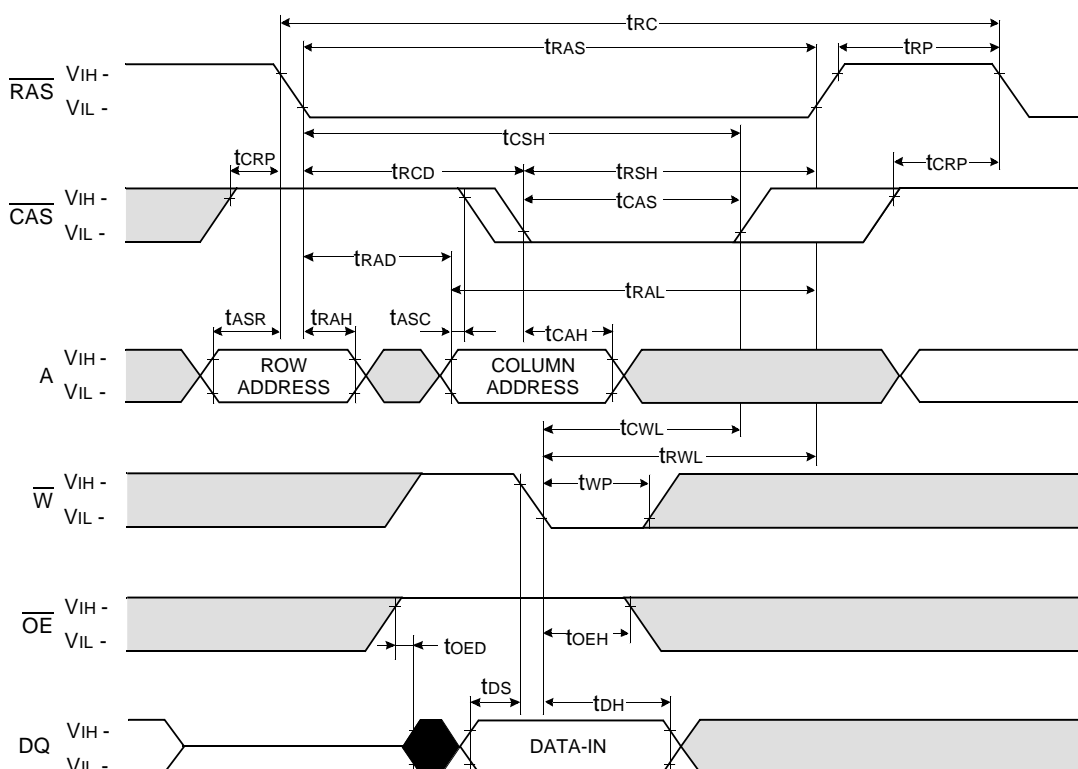 tRC
tRAS
tRP
RAS
VIH -
VIL -
tCSH
tCRP
tRCD
tRSH
tCRP
CAS
VIH -
VIL -
tCAS
tRAD
tRAL
tASR
tRAH
tASC
tCAH
A
VIH -
VIL -
ROW
ADDRESS
COLUMN
ADDRESS
tCWL
tRWL
W
VIH -
VIL -
tWP
OE
VIH -
VIL -
tOED
tOEH
tDS
tDH
DQ
VIH -
VIL -
DATA-IN